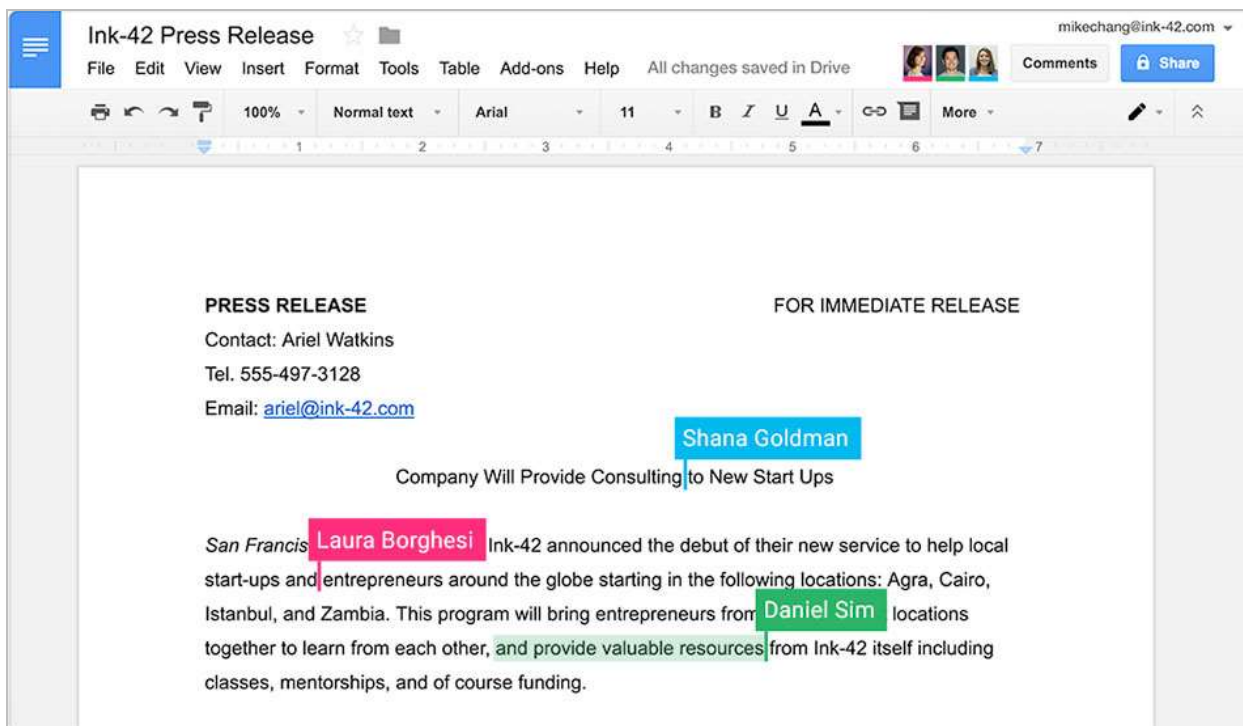 Ink-42 Press Release
mikechang@ink-42.com
File Edit View Insert Format Tools Table Add-ons Help All changes saved in Drive
Comments
Share
100% Normal text Arial 11 B I U A More
1 2 3 4 5 6 7
PRESS RELEASE FOR IMMEDIATE RELEASE
Contact: Ariel Watkins
Tel. 555-497-3128
Email: ariel@ink-42.com
Shana Goldman
Company Will Provide Consulting to New Start Ups
San Francis Laura Borghesi Ink-42 announced the debut of their new service to help local
start-ups and entrepreneurs around the globe starting in the following locations: Agra, Cairo,
Istanbul, and Zambia. This program will bring entrepreneurs from Daniel Sim locations
together to learn from each other, and provide valuable resources from Ink-42 itself including
classes, mentorships, and of course funding.